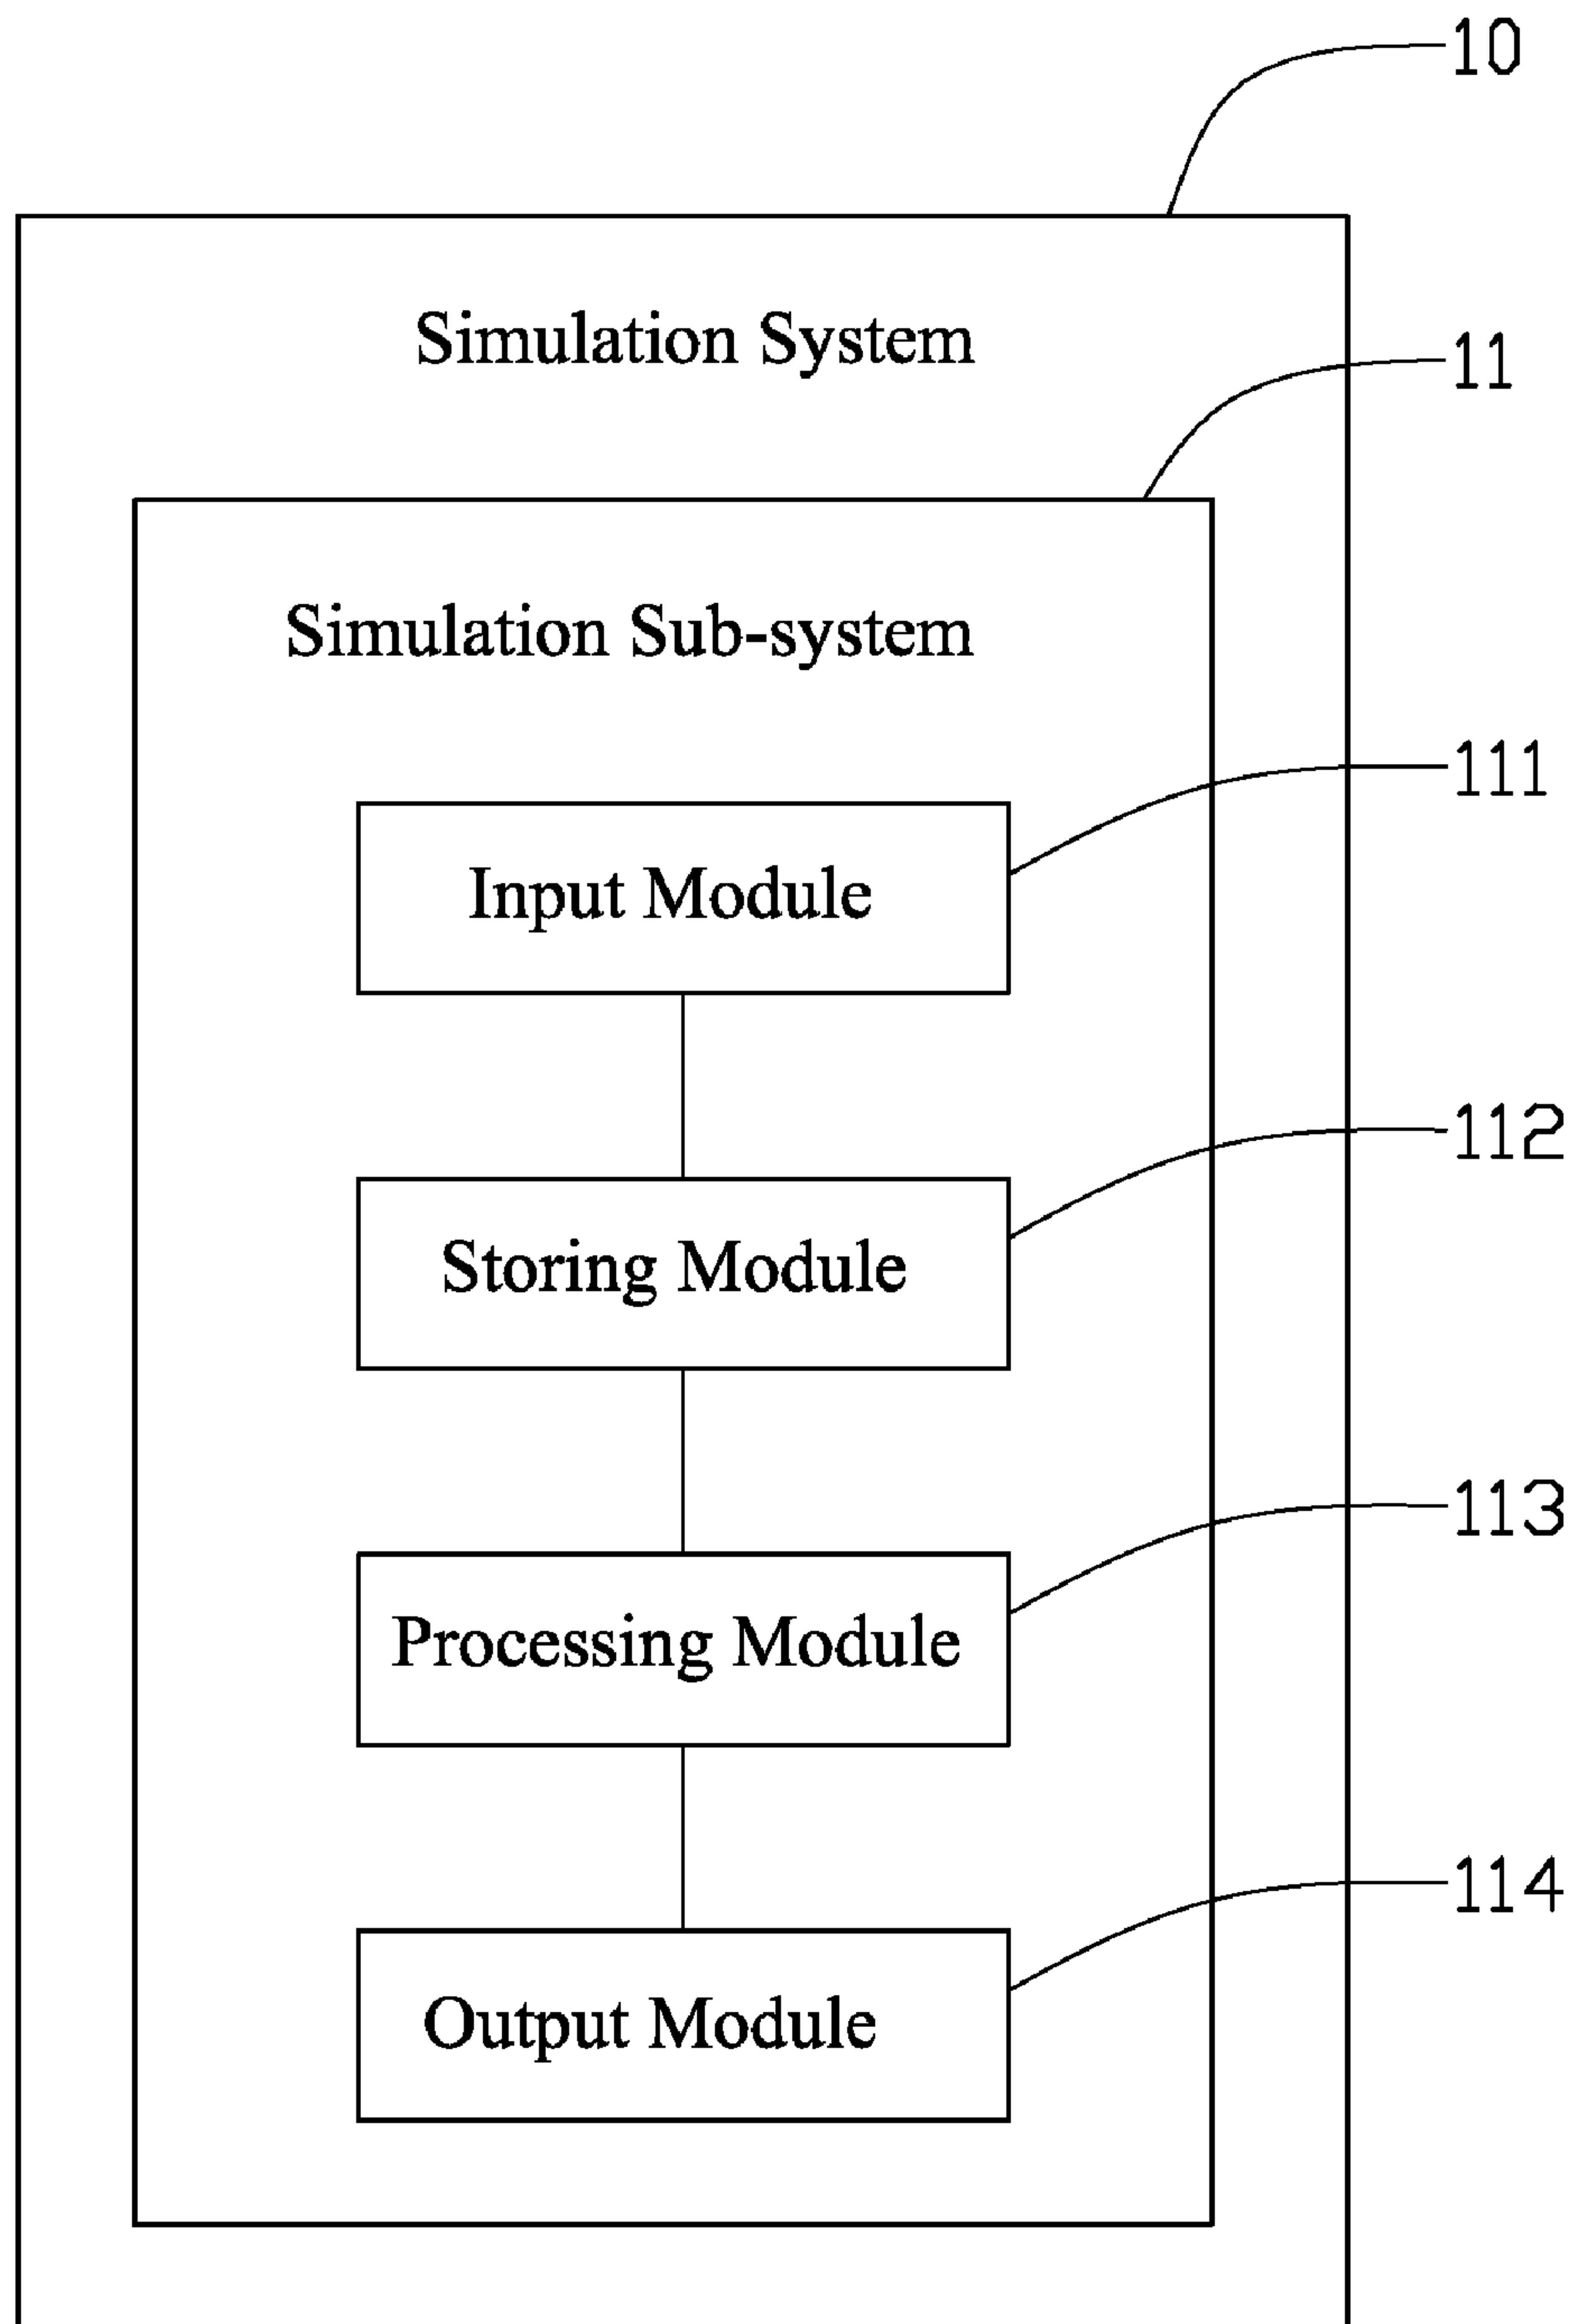 10
Simulation System
11
Simulation Sub-system
111
Input Module
112
Storing Module
113
Processing Module
114
Output Module